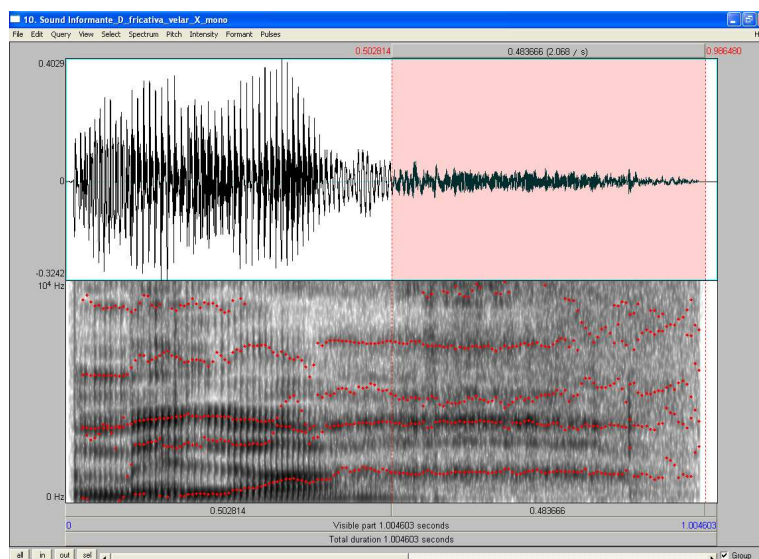 10. Sound Informante_D_fricativa_velar_X_mono
File Edit Query View Select Spectrum Pitch Intensity Formant Pulses H
0.502814 0.483666 (2.068 / s) 0.986480
0.4029
0
-0.3242
10⁴ Hz
0 Hz
0.502814 0.483666
0 Visible part 1.004603 seconds 1.004603
Total duration 1.004603 seconds
all in out sel Group